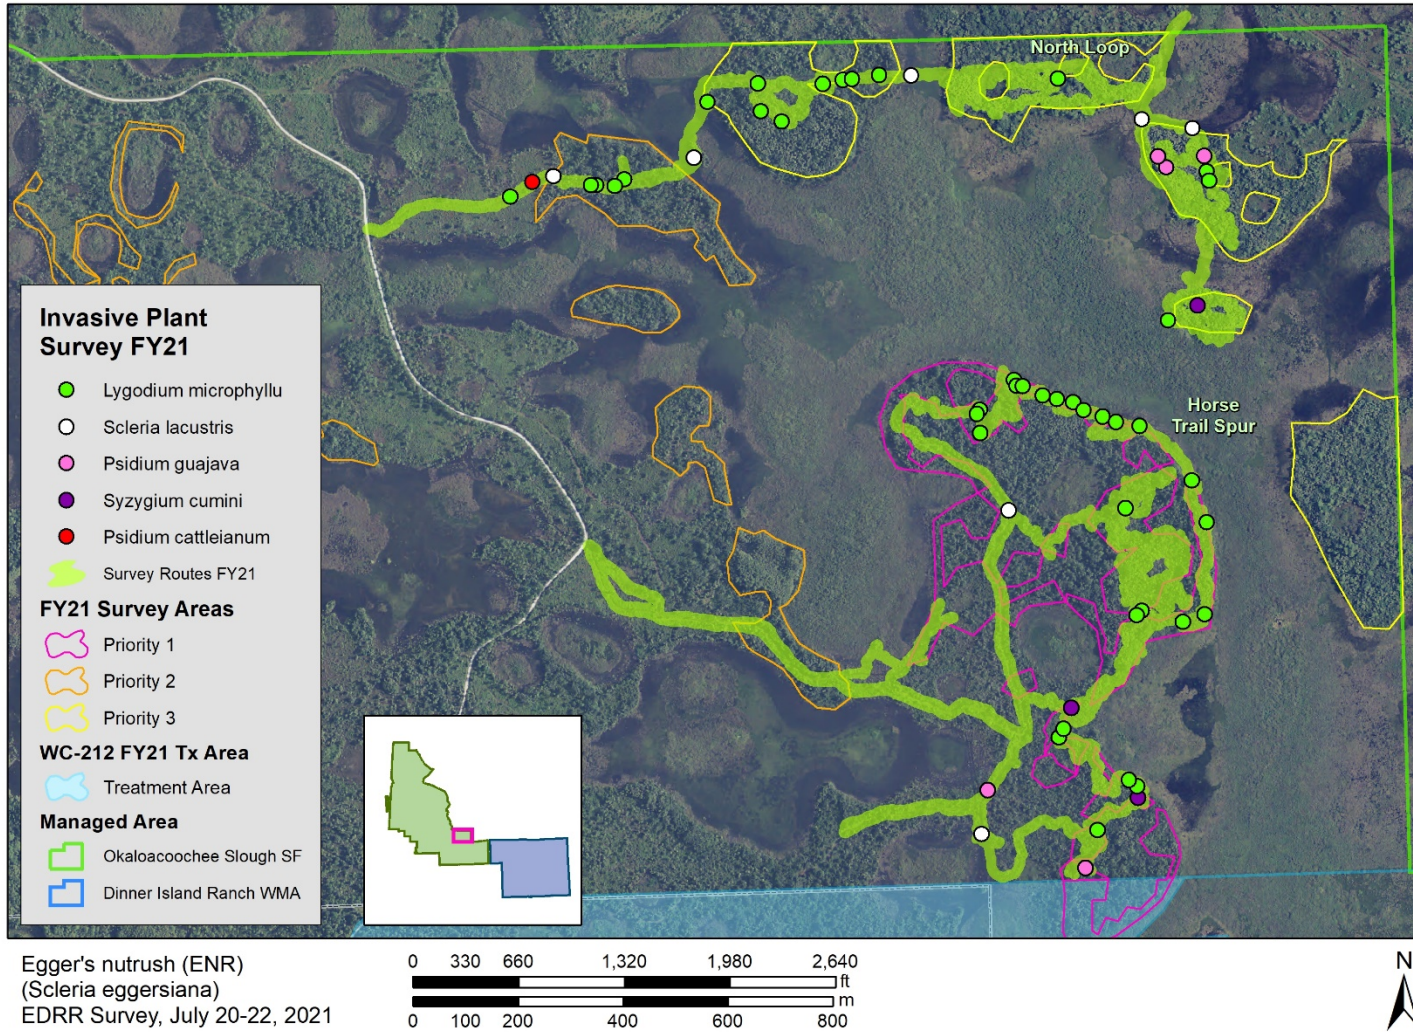 North Loop
Horse
Trail Spur
Invasive Plant
Survey FY21
Lygodium microphyllu
Scleria lacustris
Psidium guajava
Syzygium cumini
Psidium cattleianum
Survey Routes FY21
FY21 Survey Areas
Priority 1
Priority 2
Priority 3
WC-212 FY21 Tx Area
Treatment Area
Managed Area
Okaloacoochee Slough SF
Dinner Island Ranch WMA
Egger's nutrush (ENR)
(Scleria eggersiana)
EDRR Survey, July 20-22, 2021
0 330 660 1,320 1,980 2,640
ft
m
0 100 200 400 600 800
N